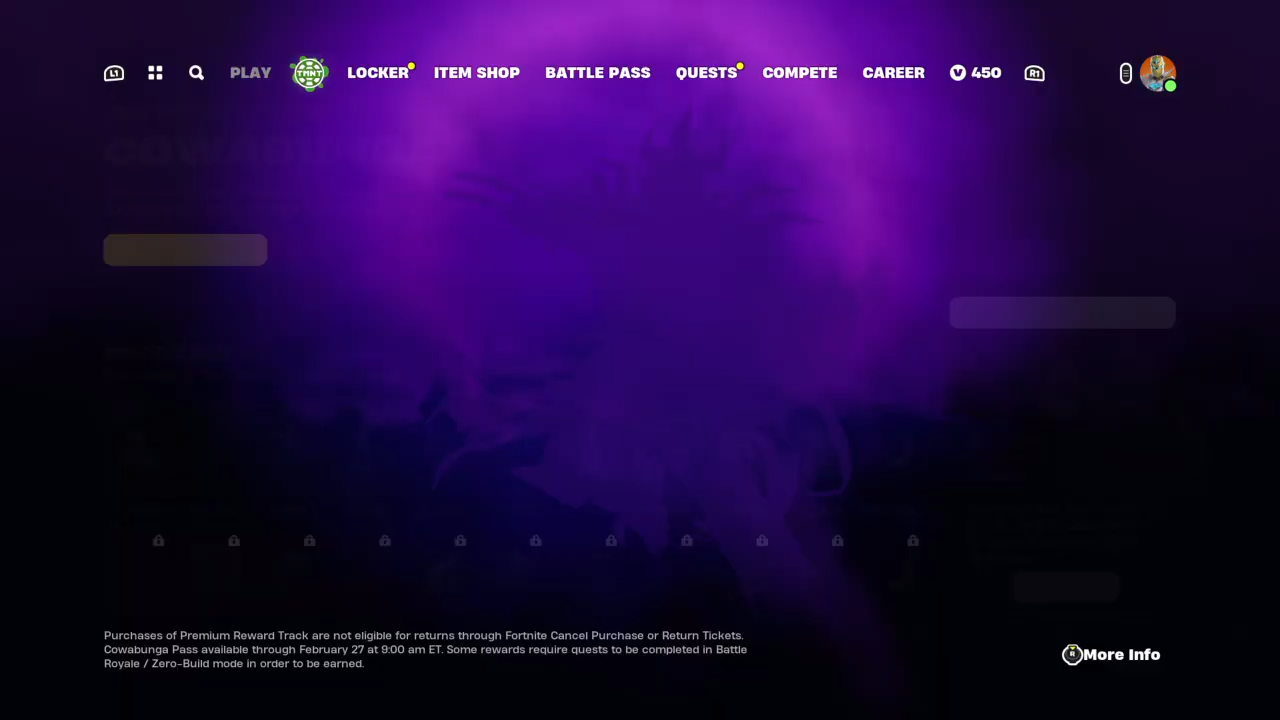 L1 PLAY TMNT LOCKER ITEM SHOP BATTLE PASS QUESTS COMPETE CAREER V 450 R1
COWABUNGA
Purchases of Premium Reward Track are not eligible for returns through Fortnite Cancel Purchase or Return Tickets.
Cowabunga Pass available through February 27 at 9:00 am ET. Some rewards require quests to be completed in Battle
Royale / Zero-Build mode in order to be earned.
R More Info